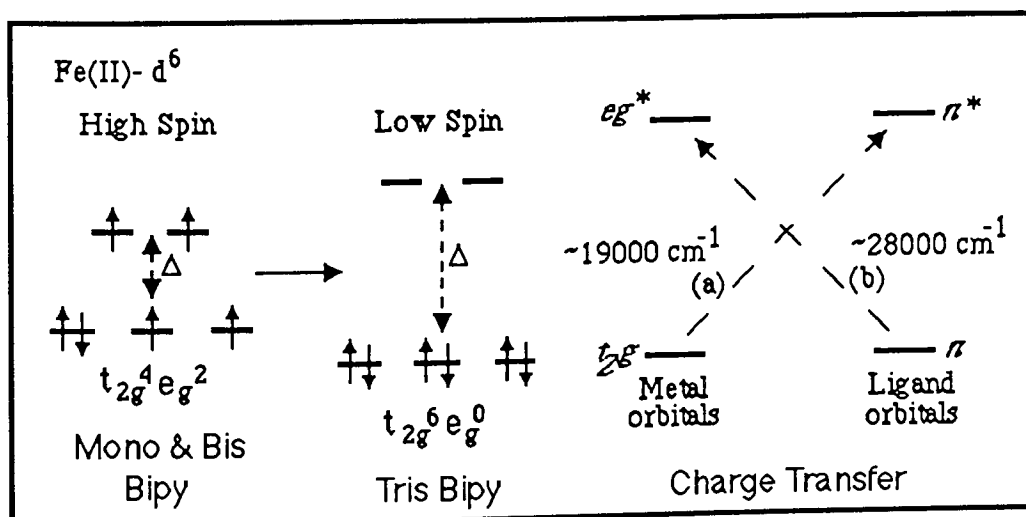 Fe(II)- d⁶
High Spin
Δ
t₂g⁴eg²
Mono & Bis
Bipy
Low Spin
Δ
t₂g⁶eg⁰
Tris Bipy
eg*
π*
~19000 cm⁻¹
(a)
~28000 cm⁻¹
(b)
t₂g
π
Metal
orbitals
Ligand
orbitals
Charge Transfer